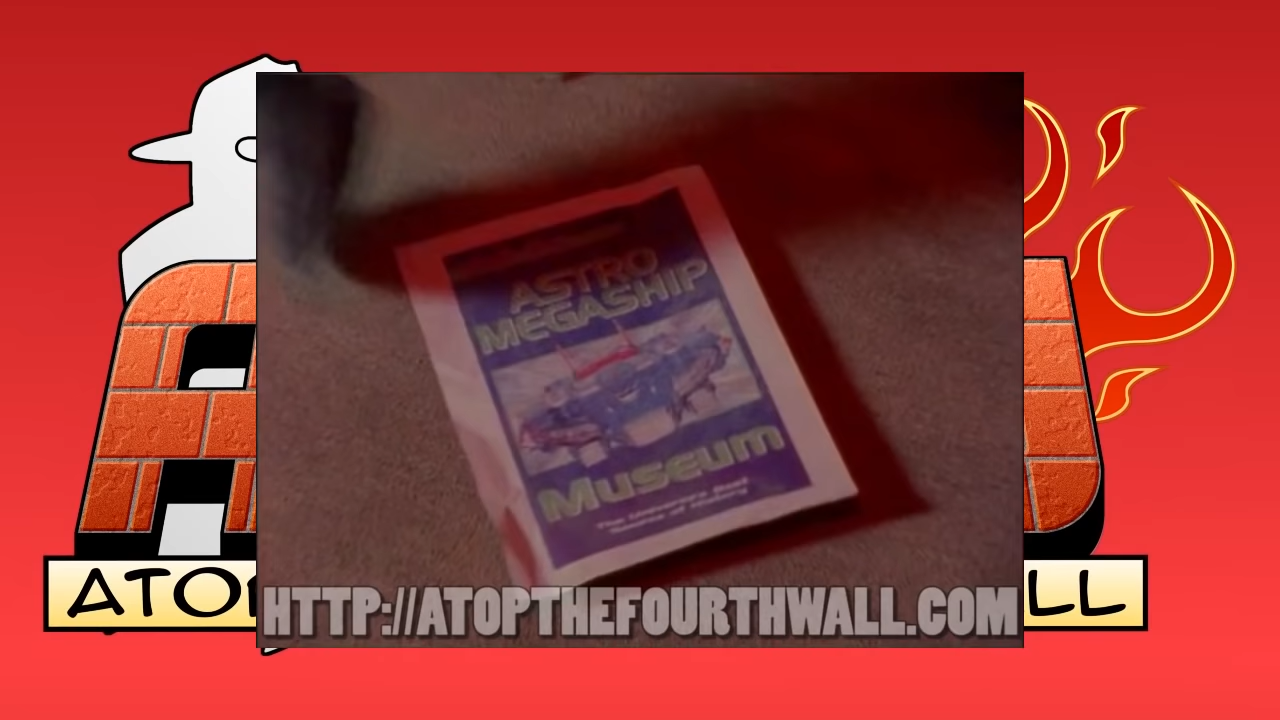 ASTRO
MEGASHIP
Museum
ATO
LL
HTTP://ATOPTHEFOURTHWALL.COM